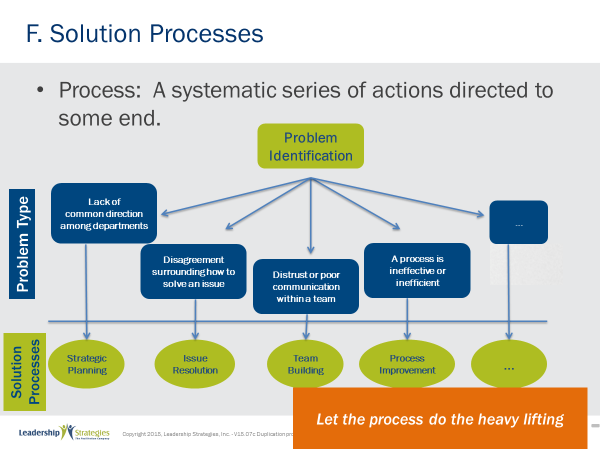 F. Solution Processes
• Process: A systematic series of actions directed to
some end.
Problem
Identification
Problem Type
Lack of
common direction
among departments
Disagreement
surrounding how to
solve an issue
Distrust or poor
communication
within a team
A process is
ineffective or
inefficient
...
Solution
Processes
Strategic
Planning
Issue
Resolution
Team
Building
Process
Improvement
...
Let the process do the heavy lifting
Leadership Strategies
The Facilitation Company
Copyright 2015, Leadership Strategies, Inc. - V15.07c Duplication